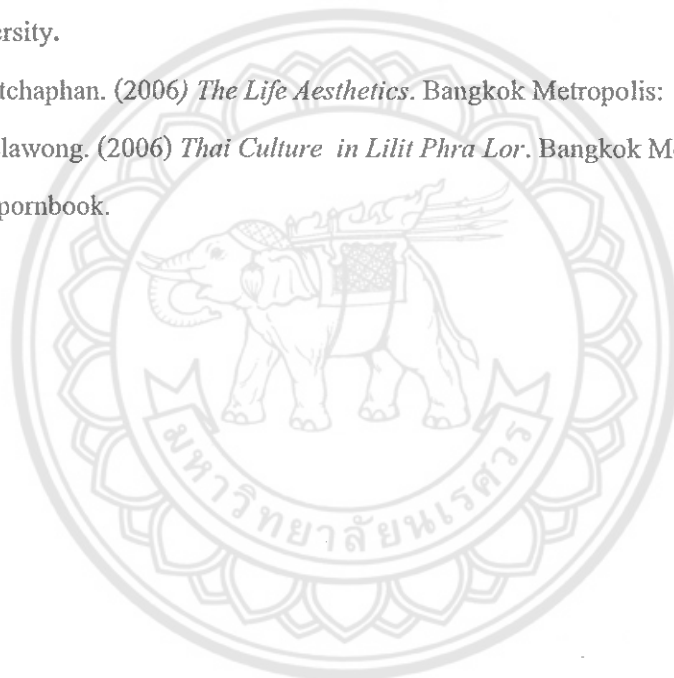 ersity.
tchaphan. (2006) The Life Aesthetics. Bangkok Metropolis:
lawong. (2006) Thai Culture in Lilit Phra Lor. Bangkok Me
pornbook.
มหาวิทยาลัยนเรศวร